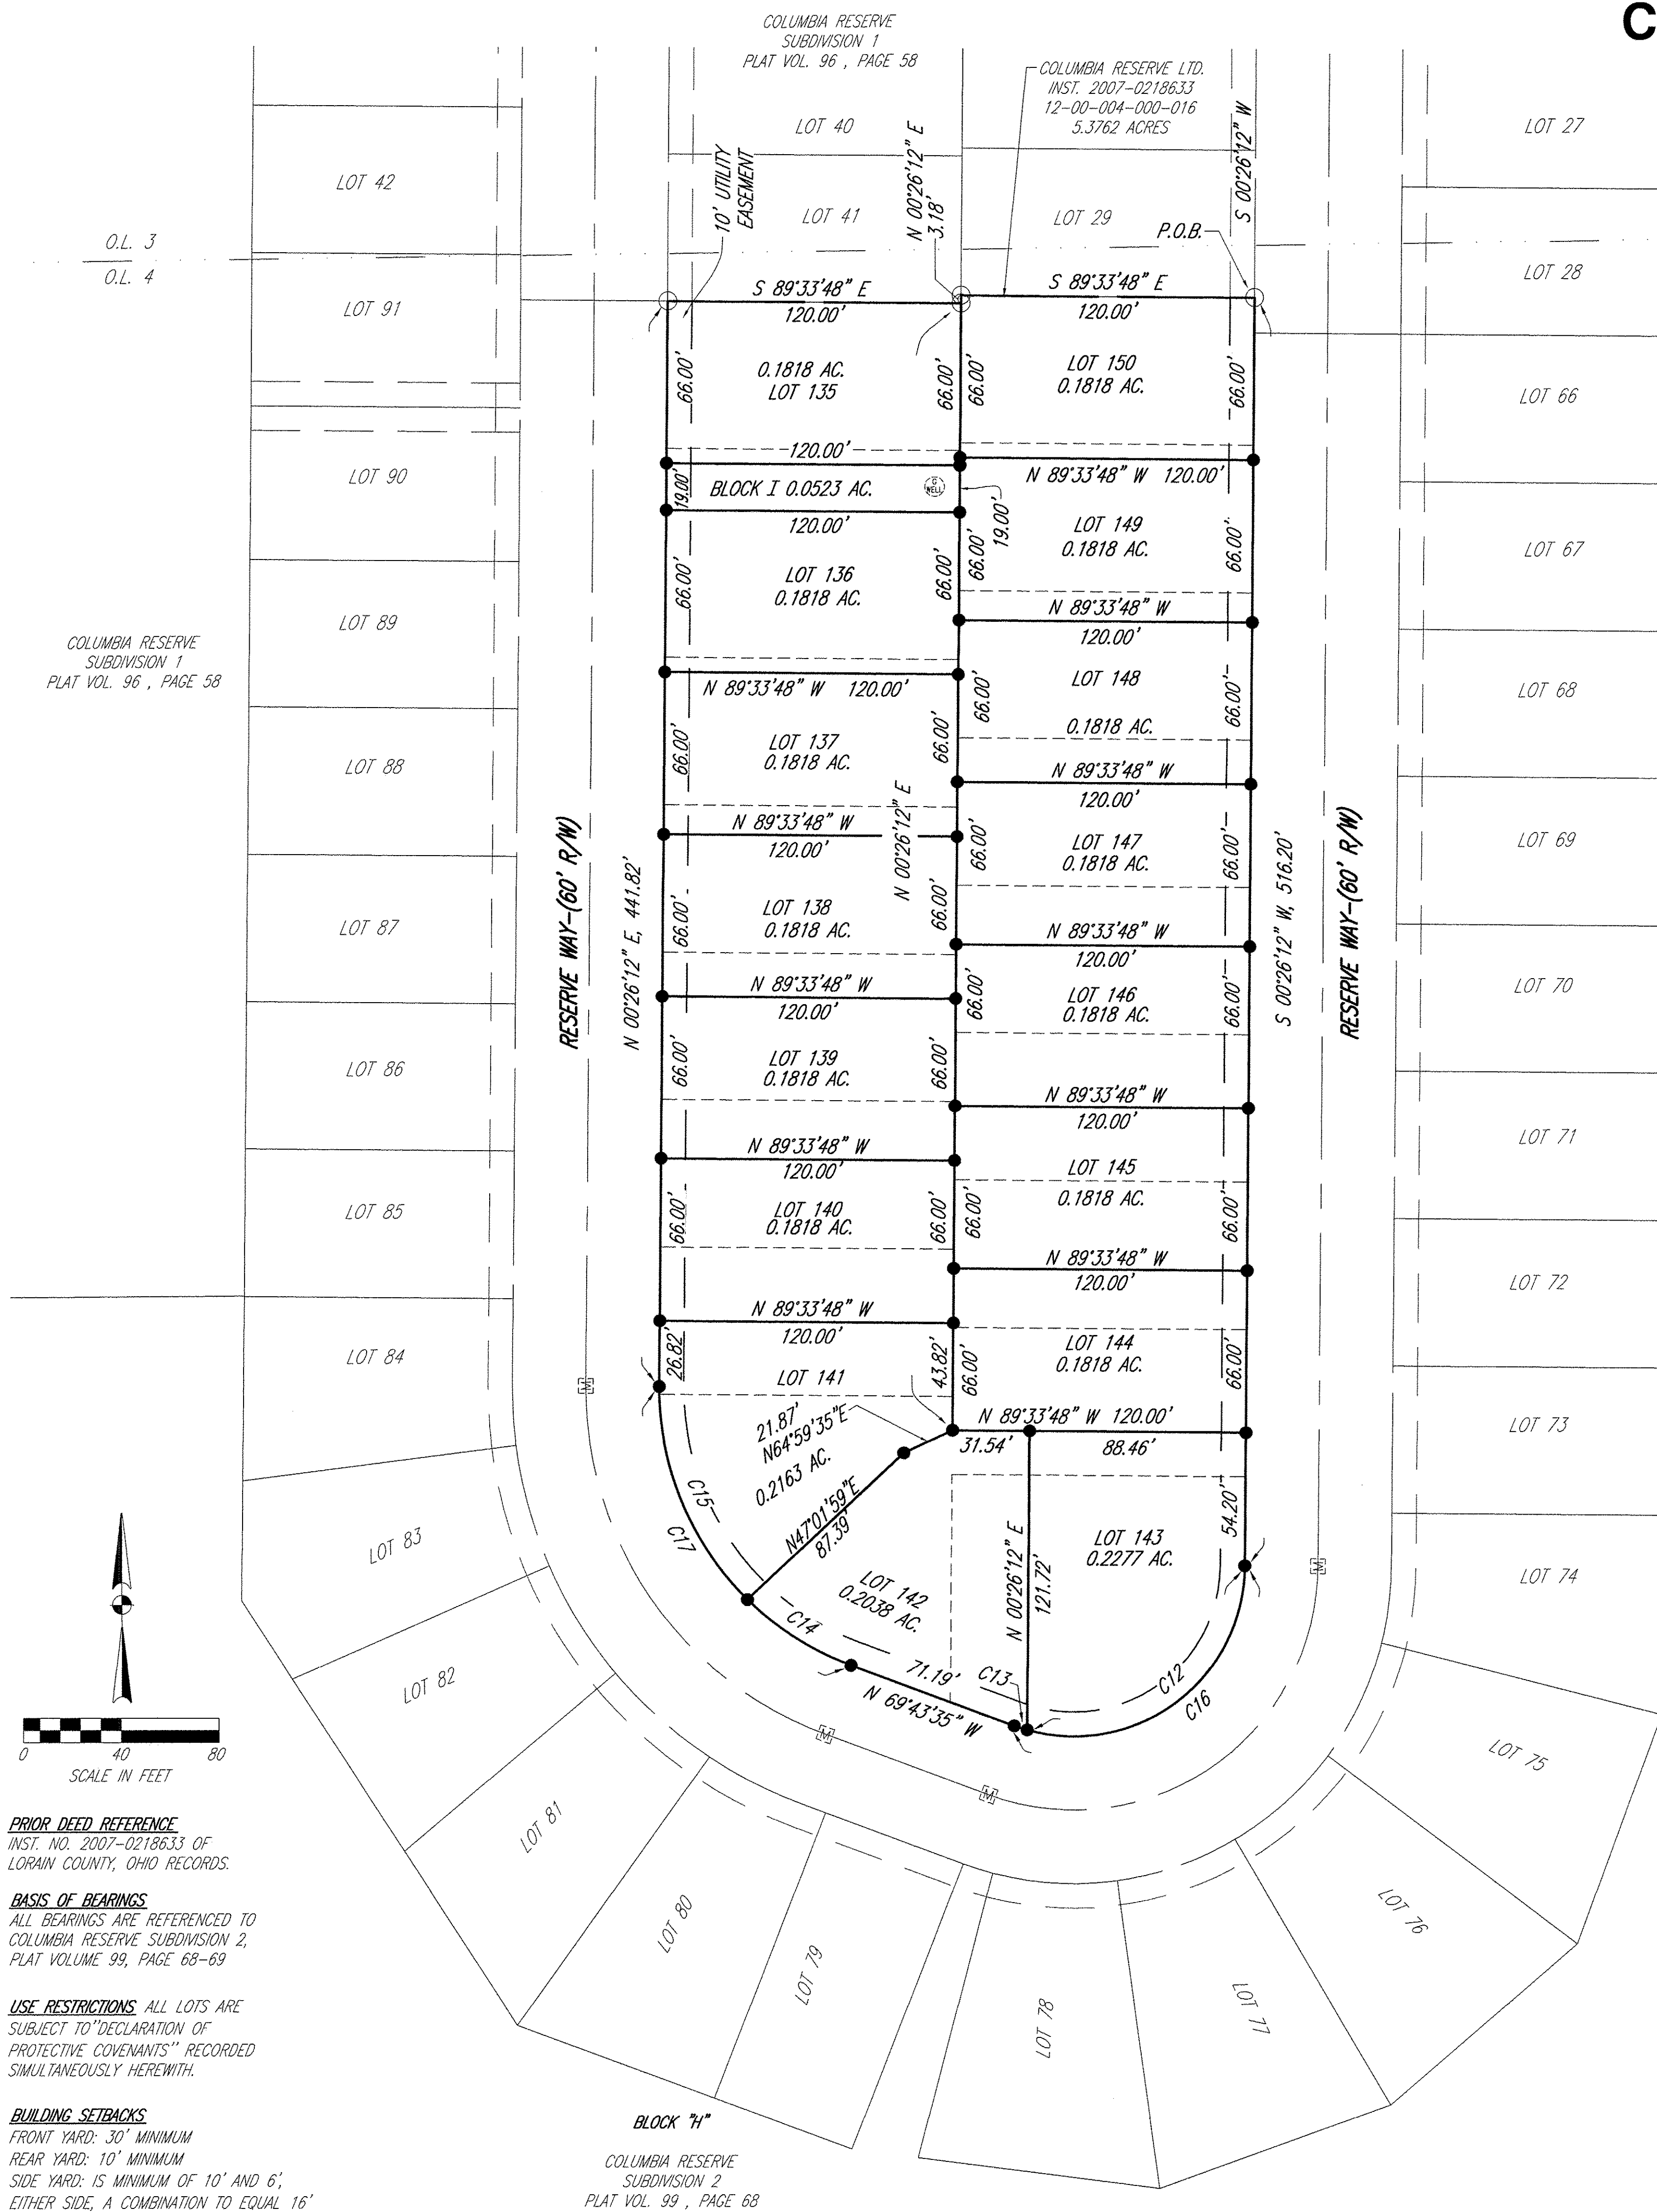 C
COLUMBIA RESERVE
SUBDIVISION 1
PLAT VOL. 96 , PAGE 58
COLUMBIA RESERVE LTD.
INST. 2007-0218633
12-00-004-000-016
5.3762 ACRES
LOT 40
LOT 27
LOT 42
10' UTILITY
EASEMENT
LOT 41
N 00°26'12" E
3.18'
LOT 29
S 00°26'12" W
P.O.B.
O.L. 3
O.L. 4
LOT 28
LOT 91
S 89°33'48" E
120.00'
S 89°33'48" E
120.00'
66.00'
0.1818 AC.
LOT 135
66.00'
66.00'
LOT 150
0.1818 AC.
66.00'
LOT 66
120.00'
N 89°33'48" W 120.00'
LOT 90
19.00'
BLOCK I 0.0523 AC.
G
WELL
19.00'
120.00'
LOT 149
0.1818 AC.
66.00'
66.00'
LOT 67
66.00'
LOT 136
0.1818 AC.
66.00'
N 89°33'48" W
120.00'
LOT 89
COLUMBIA RESERVE
SUBDIVISION 1
PLAT VOL. 96 , PAGE 58
N 89°33'48" W 120.00'
66.00'
LOT 148
0.1818 AC.
66.00'
LOT 68
66.00'
LOT 137
0.1818 AC.
66.00'
N 89°33'48" W
120.00'
LOT 88
N 89°33'48" W
120.00'
N 00°26'12" E
66.00'
LOT 147
0.1818 AC.
66.00'
LOT 69
RESERVE WAY-(60' R/W)
N 00°26'12" E, 441.82'
66.00'
LOT 138
0.1818 AC.
66.00'
N 89°33'48" W
120.00'
S 00°26'12" W, 516.20'
RESERVE WAY-(60' R/W)
LOT 87
N 89°33'48" W
120.00'
66.00'
LOT 146
0.1818 AC.
66.00'
LOT 70
LOT 86
66.00'
LOT 139
0.1818 AC.
66.00'
N 89°33'48" W
120.00'
LOT 71
N 89°33'48" W
120.00'
LOT 145
0.1818 AC.
66.00'
66.00'
LOT 85
66.00'
LOT 140
0.1818 AC.
66.00'
N 89°33'48" W
120.00'
LOT 72
N 89°33'48" W
120.00'
LOT 84
26.82'
LOT 141
43.82'
66.00'
LOT 144
0.1818 AC.
66.00'
LOT 73
21.87'
N64°59'35"E
0.2163 AC.
N 89°33'48" W 120.00'
31.54'
88.46'
C15
C17
N47°01'59"E
87.39'
N 00°26'12" E
121.72'
LOT 143
0.2277 AC.
54.20'
LOT 83
LOT 74
LOT 142
0.2038 AC.
C14
71.19'
N 69°43'35" W
C13
C12
C16
M
M
M
M
LOT 82
LOT 75
0 40 80
SCALE IN FEET
LOT 81
LOT 80
LOT 79
LOT 78
LOT 77
LOT 76
PRIOR DEED REFERENCE
INST. NO. 2007-0218633 OF
LORAIN COUNTY, OHIO RECORDS.
BASIS OF BEARINGS
ALL BEARINGS ARE REFERENCED TO
COLUMBIA RESERVE SUBDIVISION 2,
PLAT VOLUME 99, PAGE 68-69
USE RESTRICTIONS ALL LOTS ARE
SUBJECT TO"DECLARATION OF
PROTECTIVE COVENANTS" RECORDED
SIMULTANEOUSLY HEREWITH.
BUILDING SETBACKS
FRONT YARD: 30' MINIMUM
REAR YARD: 10' MINIMUM
SIDE YARD: IS MINIMUM OF 10' AND 6',
EITHER SIDE, A COMBINATION TO EQUAL 16'
BLOCK "H"
COLUMBIA RESERVE
SUBDIVISION 2
PLAT VOL. 99 , PAGE 68